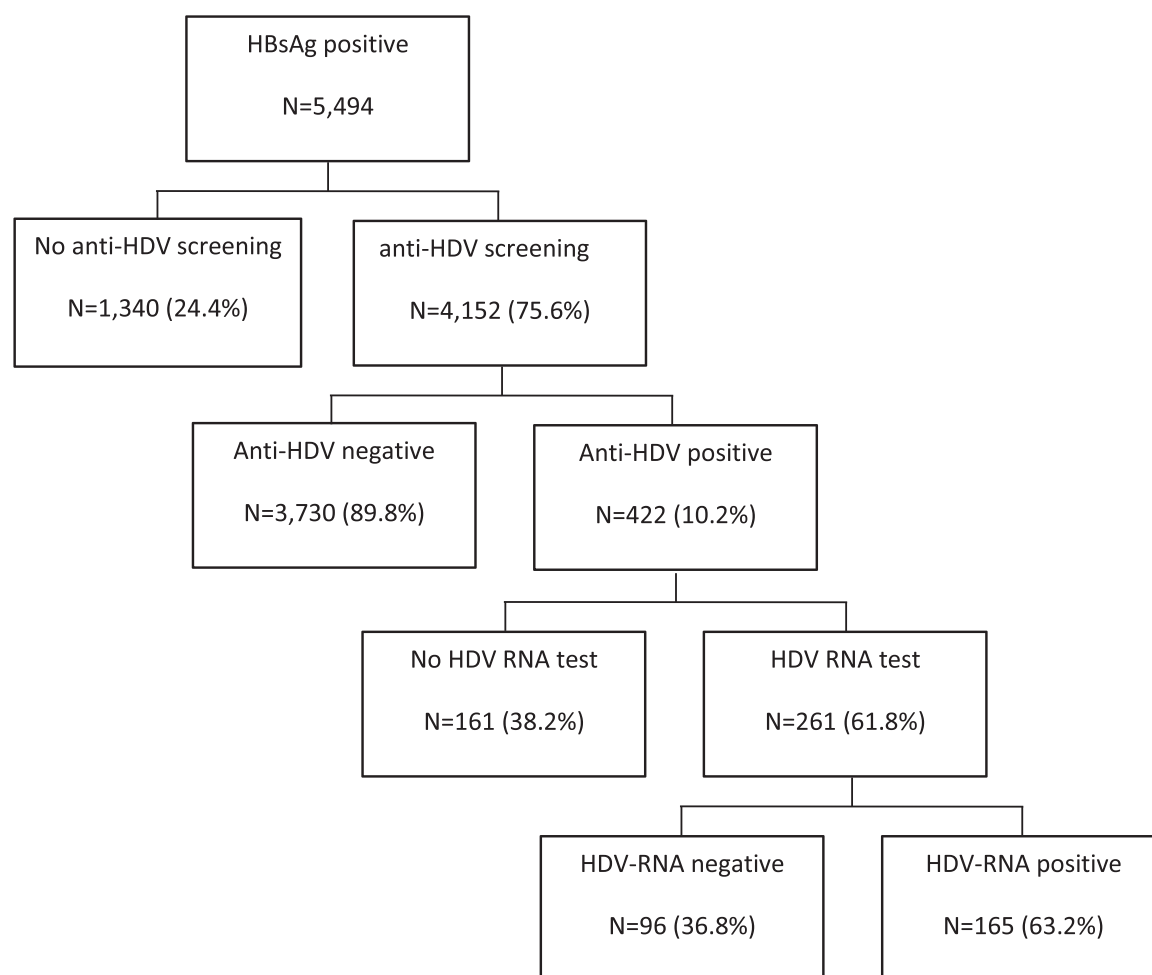 HBsAg positive
N=5,494
No anti-HDV screening
N=1,340 (24.4%)
anti-HDV screening
N=4,152 (75.6%)
Anti-HDV negative
N=3,730 (89.8%)
Anti-HDV positive
N=422 (10.2%)
No HDV RNA test
N=161 (38.2%)
HDV RNA test
N=261 (61.8%)
HDV-RNA negative
N=96 (36.8%)
HDV-RNA positive
N=165 (63.2%)